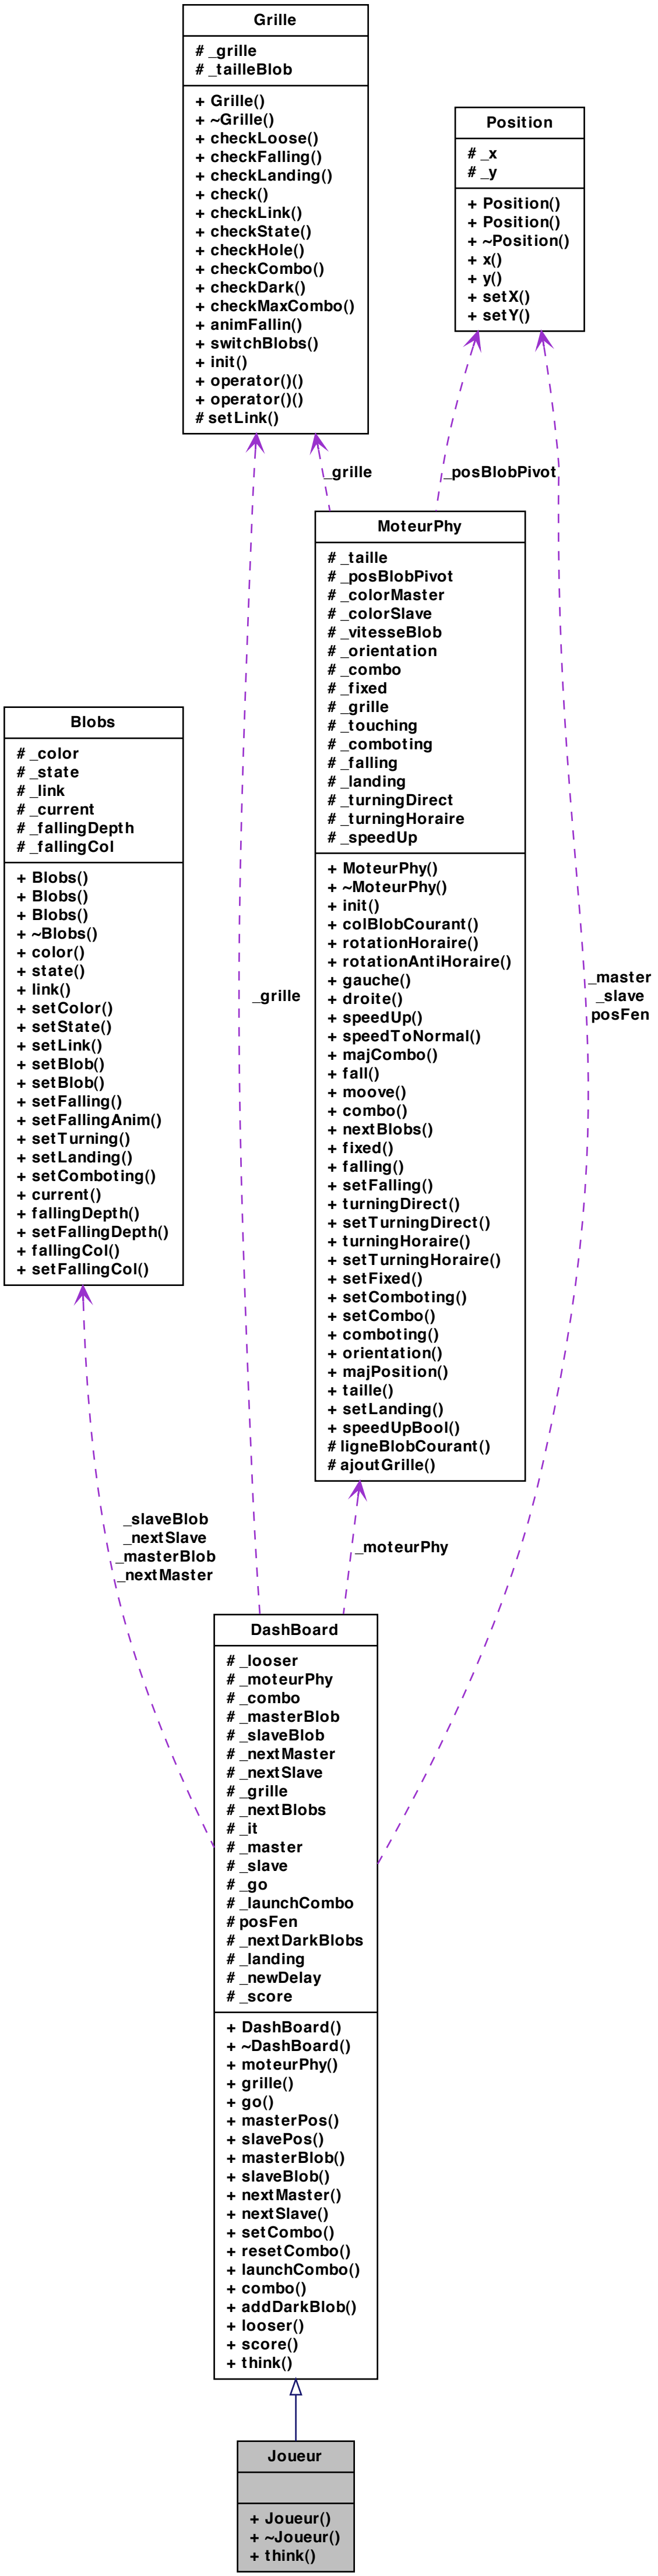 Grille
# _grille
# _tailleBlob
+ Grille()
+ ~Grille()
+ checkLoose()
+ checkFalling()
+ checkLanding()
+ check()
+ checkLink()
+ checkState()
+ checkHole()
+ checkCombo()
+ checkDark()
+ checkMaxCombo()
+ animFallin()
+ switchBlobs()
+ init()
+ operator()()
+ operator()()
# setLink()
Position
# _x
# _y
+ Position()
+ Position()
+ ~Position()
+ x()
+ y()
+ setX()
+ setY()
_grille
_posBlobPivot
MoteurPhy
# _taille
# _posBlobPivot
# _colorMaster
# _colorSlave
# _vitesseBlob
# _orientation
# _combo
# _fixed
# _grille
# _touching
# _comboting
# _falling
# _landing
# _turningDirect
# _turningHoraire
# _speedUp
+ MoteurPhy()
+ ~MoteurPhy()
+ init()
+ colBlobCourant()
+ rotationHoraire()
+ rotationAntiHoraire()
+ gauche()
+ droite()
+ speedUp()
+ speedToNormal()
+ majCombo()
+ fall()
+ moove()
+ combo()
+ nextBlobs()
+ fixed()
+ falling()
+ setFalling()
+ turningDirect()
+ setTurningDirect()
+ turningHoraire()
+ setTurningHoraire()
+ setFixed()
+ setComboting()
+ setCombo()
+ comboting()
+ orientation()
+ majPosition()
+ taille()
+ setLanding()
+ speedUpBool()
# ligneBlobCourant()
# ajoutGrille()
Blobs
# _color
# _state
# _link
# _current
# _fallingDepth
# _fallingCol
+ Blobs()
+ Blobs()
+ Blobs()
+ ~Blobs()
+ color()
+ state()
+ link()
+ setColor()
+ setState()
+ setLink()
+ setBlob()
+ setBlob()
+ setFalling()
+ setFallingAnim()
+ setTurning()
+ setLanding()
+ setComboting()
+ current()
+ fallingDepth()
+ setFallingDepth()
+ fallingCol()
+ setFallingCol()
_grille
_master
_slave
posFen
_slaveBlob
_nextSlave
_masterBlob
_nextMaster
_moteurPhy
DashBoard
# _looser
# _moteurPhy
# _combo
# _masterBlob
# _slaveBlob
# _nextMaster
# _nextSlave
# _grille
# _nextBlobs
# _it
# _master
# _slave
# _go
# _launchCombo
# posFen
# _nextDarkBlobs
# _landing
# _newDelay
# _score
+ DashBoard()
+ ~DashBoard()
+ moteurPhy()
+ grille()
+ go()
+ masterPos()
+ slavePos()
+ masterBlob()
+ slaveBlob()
+ nextMaster()
+ nextSlave()
+ setCombo()
+ resetCombo()
+ launchCombo()
+ combo()
+ addDarkBlob()
+ looser()
+ score()
+ think()
Joueur
+ Joueur()
+ ~Joueur()
+ think()